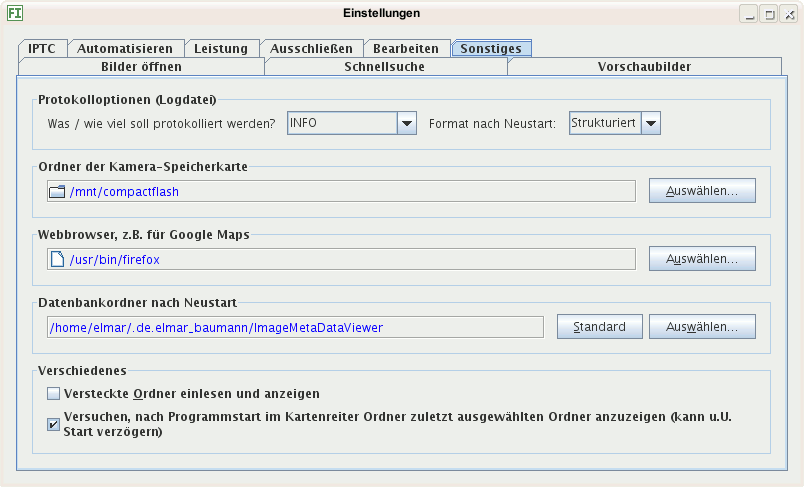 FI Einstellungen
IPTC Automatisieren Leistung Ausschließen Bearbeiten Sonstiges
Bilder öffnen Schnellsuche Vorschaubilder
Protokolloptionen (Logdatei)
Was / wie viel soll protokolliert werden? INFO Format nach Neustart: Strukturiert
Ordner der Kamera-Speicherkarte
/mnt/compactflash Auswählen...
Webbrowser, z.B. für Google Maps
/usr/bin/firefox Auswählen...
Datenbankordner nach Neustart
/home/elmar/.de.elmar_baumann/ImageMetaDataViewer Standard Auswählen...
Verschiedenes
Versteckte Ordner einlesen und anzeigen
Versuchen, nach Programmstart im Kartenreiter Ordner zuletzt ausgewählten Ordner anzuzeigen (kann u.U.
Start verzögern)